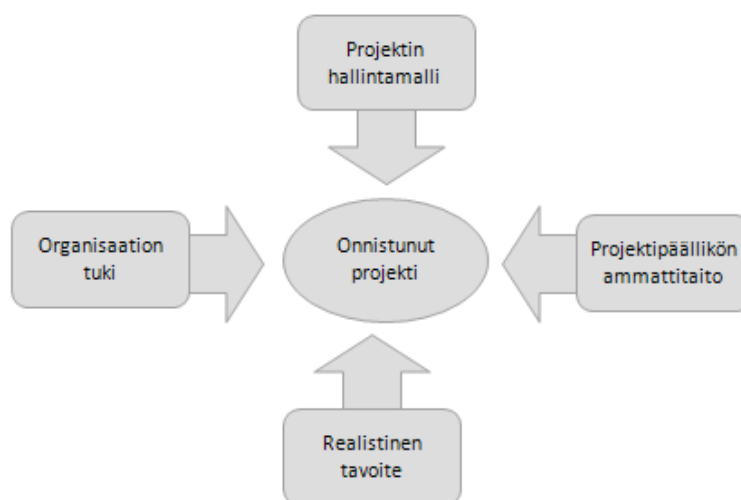 Projektin
hallintamalli
Organisaation
tuki
Onnistunut
projekti
Projektipäällikön
ammattitaito
Realistinen
tavoite